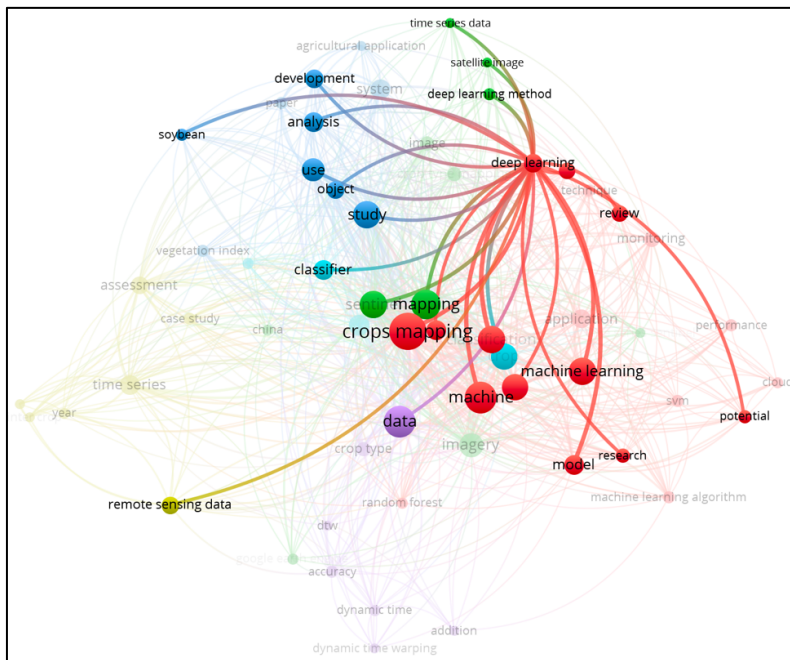 time series data
agricultural application
satellite image
development
system
deep learning method
paper
analysis
soybean
image
deep learning
use
technique
object
review
study
monitoring
vegetation index
classifier
assessment
mapping
case study
china
crops mapping
application
performance
time series
machine learning
cloud
year
machine
svm
data
potential
crop type
imagery
research
model
remote sensing data
random forest
machine learning algorithm
dtw
accuracy
dynamic time
addition
dynamic time warping